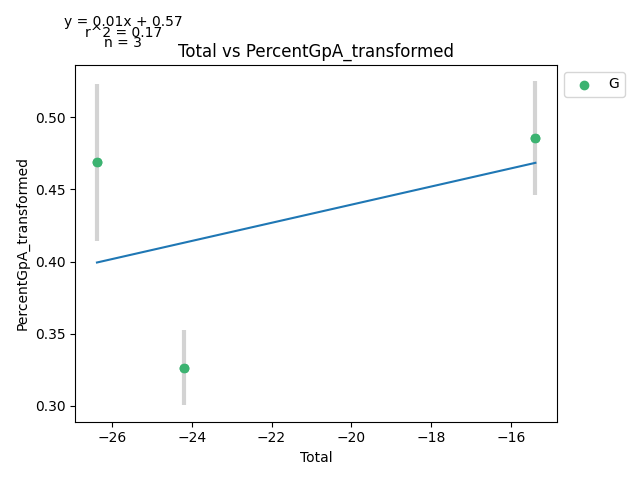 y = 0.01x + 0.57
r^2 = 0.17
n = 3
Total vs PercentGpA_transformed
G
PercentGpA_transformed
0.50
0.45
0.40
0.35
0.30
−26
−24
−22
−20
−18
−16
Total